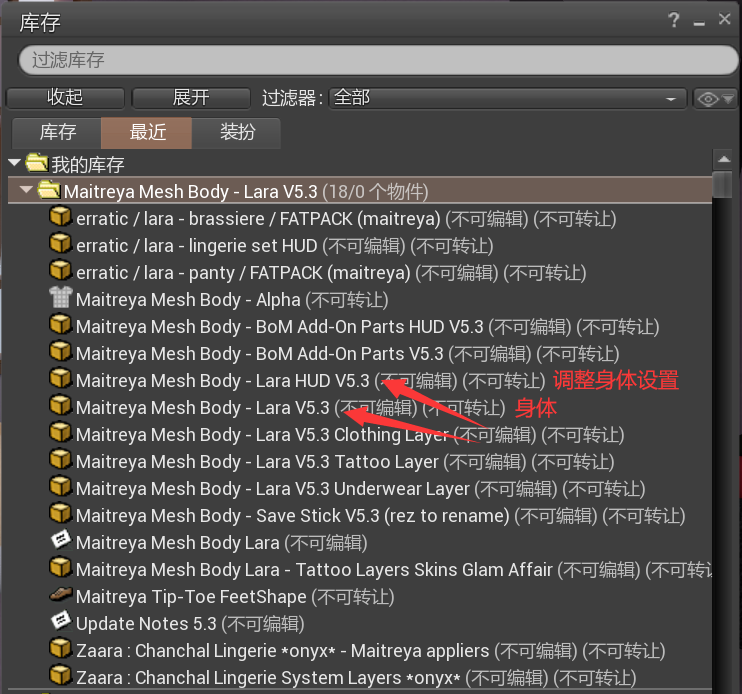 库存
? _ ×
过滤库存
收起 展开 过滤器: 全部
库存 最近 装扮
我的库存
Maitreya Mesh Body - Lara V5.3 (18/0 个物件)
erratic / lara - brassiere / FATPACK (maitreya) (不可编辑) (不可转让)
erratic / lara - lingerie set HUD (不可编辑) (不可转让)
erratic / lara - panty / FATPACK (maitreya) (不可编辑) (不可转让)
Maitreya Mesh Body - Alpha (不可转让)
Maitreya Mesh Body - BoM Add-On Parts HUD V5.3 (不可编辑) (不可转让)
Maitreya Mesh Body - BoM Add-On Parts V5.3 (不可编辑) (不可转让)
Maitreya Mesh Body - Lara HUD V5.3 (不可编辑) (不可转让) 调整身体设置
Maitreya Mesh Body - Lara V5.3 (不可编辑) (不可转让) 身体
Maitreya Mesh Body - Lara V5.3 Clothing Layer (不可编辑) (不可转让)
Maitreya Mesh Body - Lara V5.3 Tattoo Layer (不可编辑) (不可转让)
Maitreya Mesh Body - Lara V5.3 Underwear Layer (不可编辑) (不可转让)
Maitreya Mesh Body - Save Stick V5.3 (rez to rename) (不可编辑) (不可转让)
Maitreya Mesh Body Lara (不可编辑)
Maitreya Mesh Body Lara - Tattoo Layers Skins Glam Affair (不可编辑) (不可转让
Maitreya Tip-Toe FeetShape (不可转让)
Update Notes 5.3 (不可编辑)
Zaara : Chanchal Lingerie *onyx* - Maitreya appliers (不可编辑) (不可转让)
Zaara : Chanchal Lingerie System Layers *onyx* (不可编辑) (不可转让)